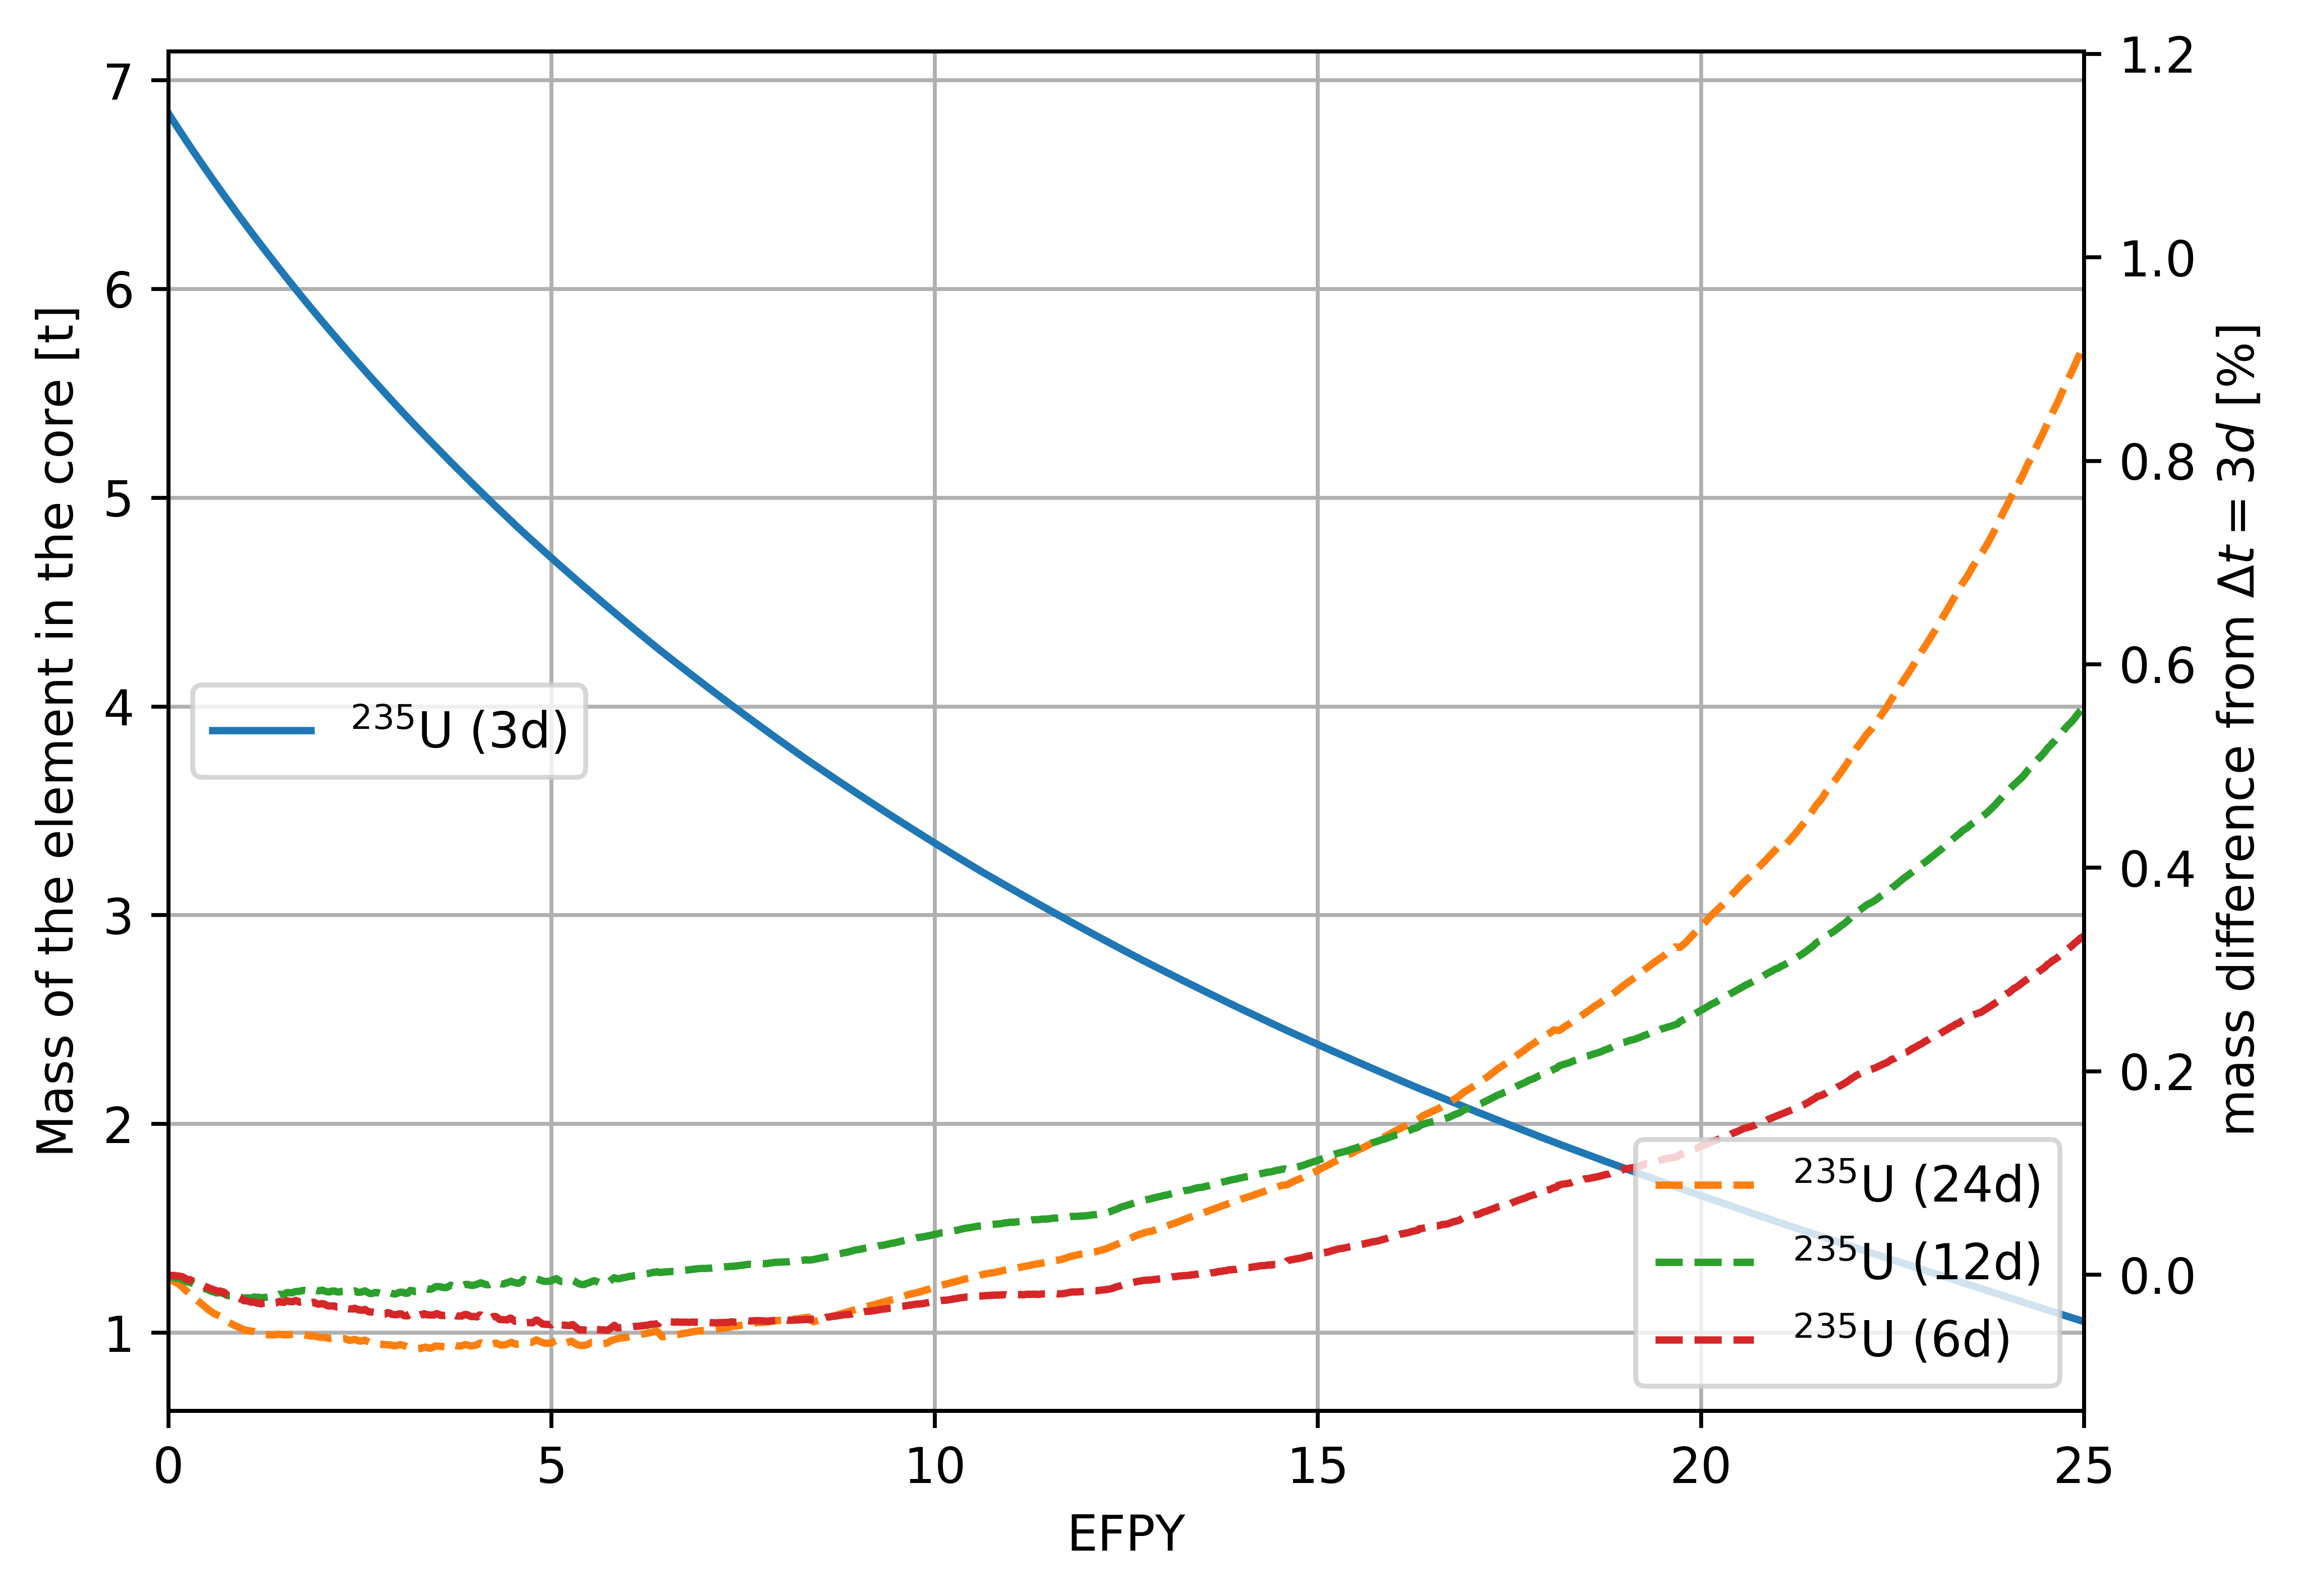 Mass of the element in the core [t]
7
6
5
4
3
2
1
²³⁵U (3d)
1.2
1.0
0.8
0.6
0.4
0.2
0.0
mass difference from Δt = 3d [%]
²³⁵U (24d)
²³⁵U (12d)
²³⁵U (6d)
0 5 10 15 20 25
EFPY